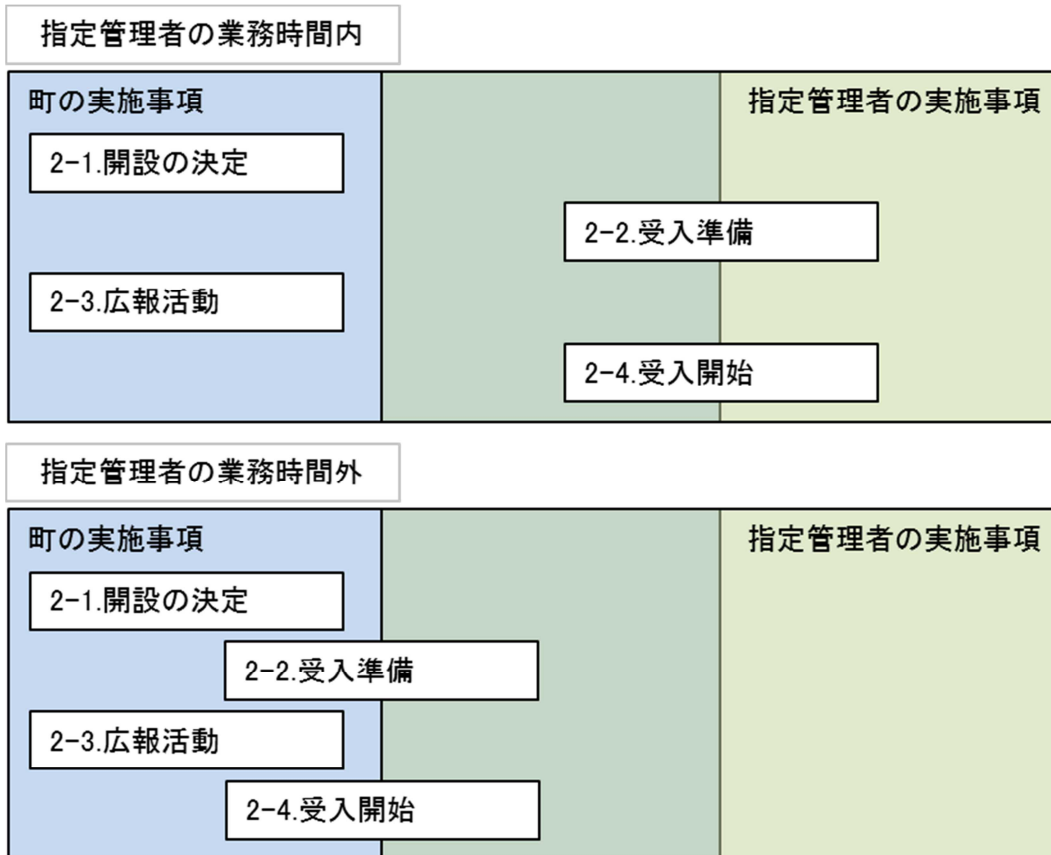 指定管理者の業務時間内
町の実施事項
指定管理者の実施事項
2-1.開設の決定
2-2.受入準備
2-3.広報活動
2-4.受入開始
指定管理者の業務時間外
町の実施事項
指定管理者の実施事項
2-1.開設の決定
2-2.受入準備
2-3.広報活動
2-4.受入開始